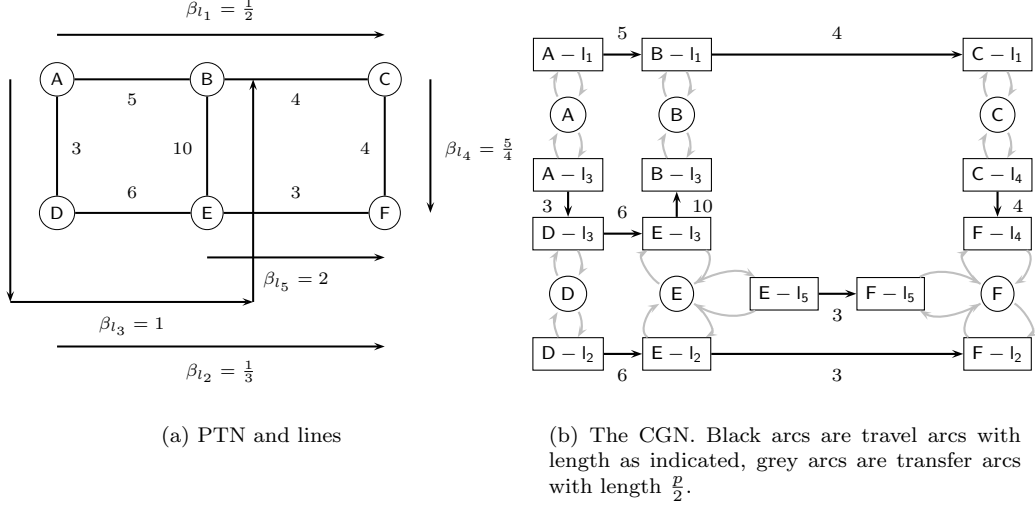 β_{l_1} = 1/2
A
B
C
5
4
3
10
4
β_{l_4} = 5/4
D
E
F
6
3
β_{l_5} = 2
β_{l_3} = 1
β_{l_2} = 1/3
(a) PTN and lines
A − l_1
5
B − l_1
4
C − l_1
A
B
C
A − l_3
B − l_3
C − l_4
3
6
10
4
D − l_3
E − l_3
F − l_4
D
E
E − l_5
F − l_5
F
3
D − l_2
E − l_2
F − l_2
6
3
(b) The CGN. Black arcs are travel arcs with
length as indicated, grey arcs are transfer arcs
with length p/2.